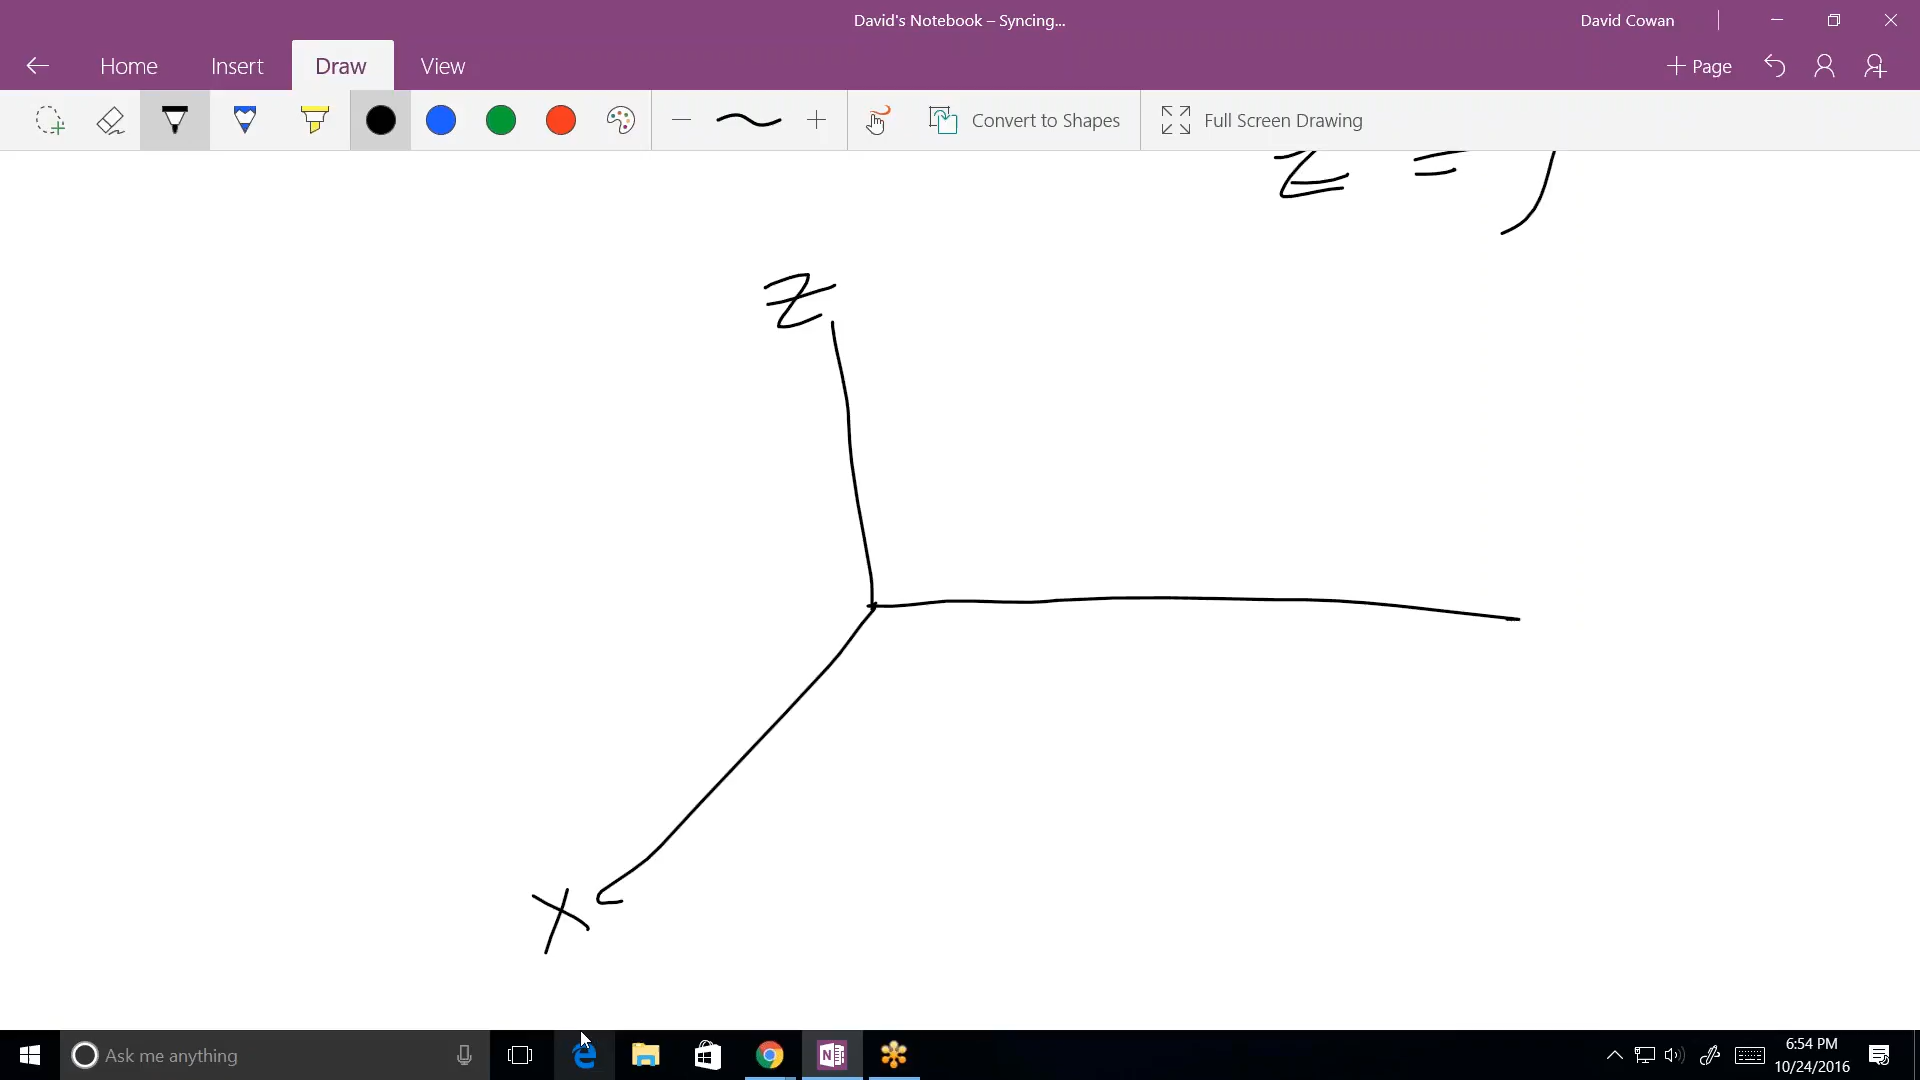 David's Notebook – Syncing...
David Cowan
Home Insert Draw View
Page
Convert to Shapes
Full Screen Drawing
z =
z
x
Ask me anything
6:54 PM
10/24/2016